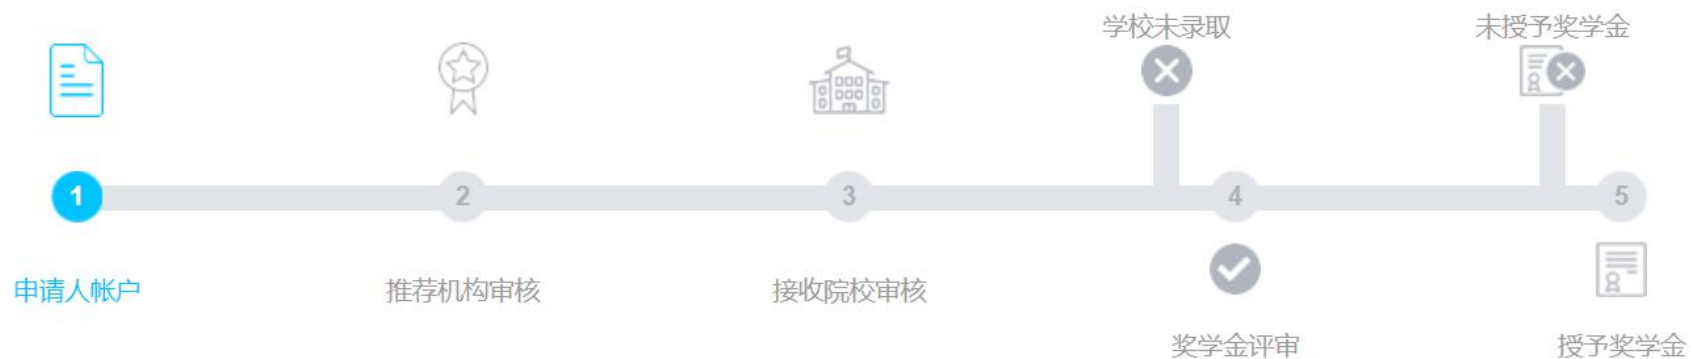 学校未录取
未授予奖学金
1
2
3
4
5
申请人帐户
推荐机构审核
接收院校审核
奖学金评审
授予奖学金